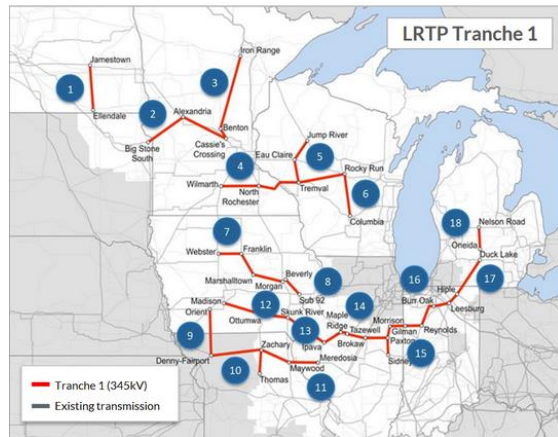 LRTP Tranche 1
Iron Range
Jamestown
1
3
2
Ellendale
Alexandria
Benton
Jump River
Big Stone
South
Cassie's
Crossing
4
Eau Claire
5
Rocky Run
Wilmarth
North
Rochester
Tremval
6
Columbia
18
Nelson Road
7
Oneida
Webster
Franklin
Duck Lake
Marshalltown
Beverly
8
16
Hiple
17
Morgan
Sub 92
14
Burr Oak
Madison
12
Skunk River
Maple
Ridge
Morrison
Leesburg
Orient
Ottumwa
13
Tazewell
Gilman
Reynolds
9
Zachary
Ipava
Brokaw
Paxton
Denny-Fairport
Meredosia
Sidney
15
10
Thomas
Maywood
11
Tranche 1 (345kV)
Existing transmission